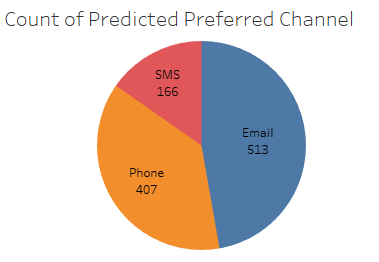 Count of Predicted Preferred Channel
SMS
166
Email
513
Phone
407